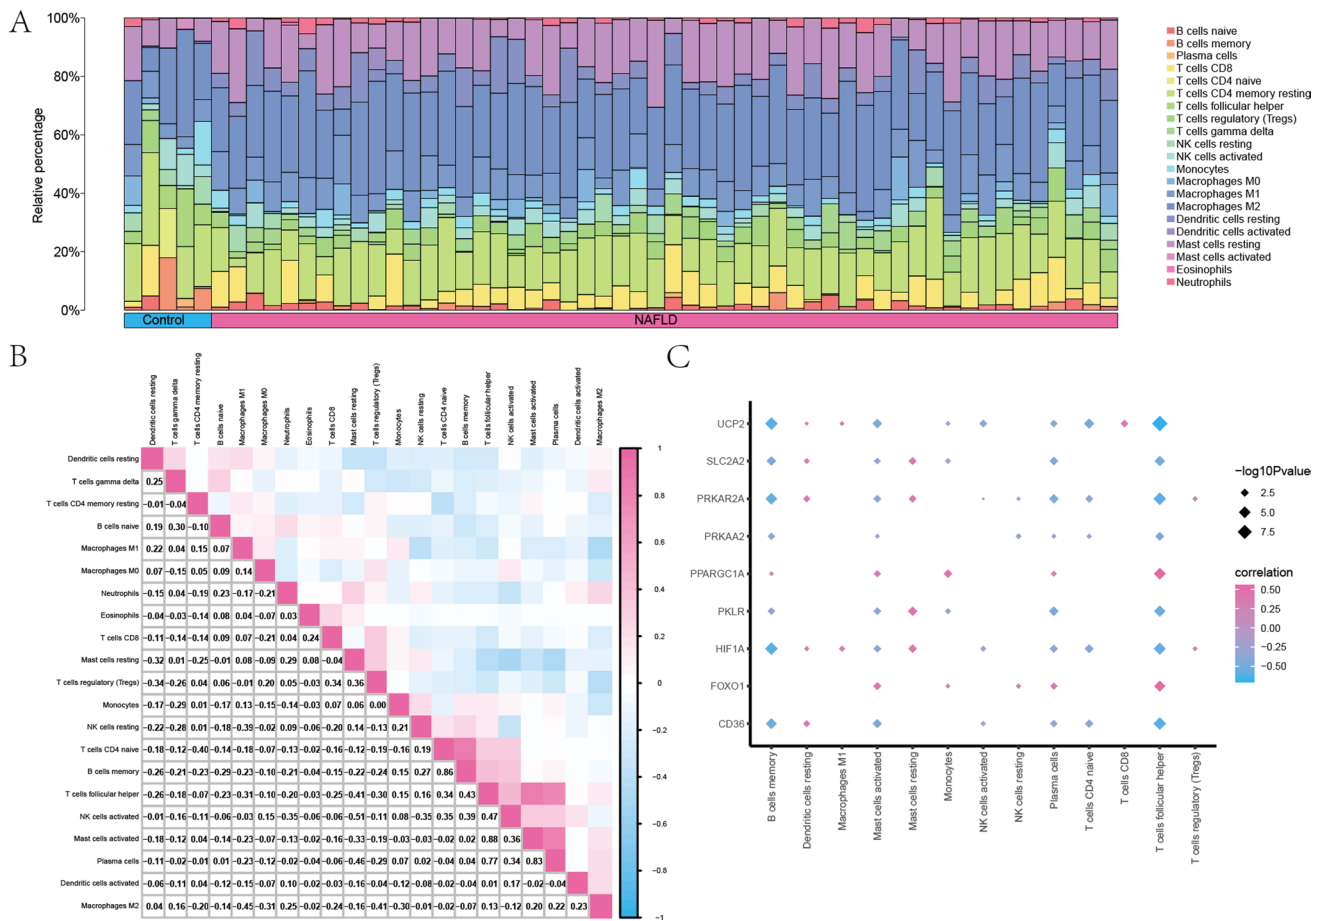 A
100%
80%
60%
40%
20%
0%
Relative percentage
Control
NAFLD
B cells naive
B cells memory
Plasma cells
T cells CD8
T cells CD4 naive
T cells CD4 memory resting
T cells follicular helper
T cells regulatory (Tregs)
T cells gamma delta
NK cells resting
NK cells activated
Monocytes
Macrophages M0
Macrophages M1
Macrophages M2
Dendritic cells resting
Dendritic cells activated
Mast cells resting
Mast cells activated
Eosinophils
Neutrophils
B
Dendritic cells resting
T cells gamma delta
T cells CD4 memory resting
B cells naive
Macrophages M1
Macrophages M0
Neutrophils
Eosinophils
T cells CD8
Mast cells resting
T cells regulatory (Tregs)
Monocytes
NK cells resting
T cells CD4 naive
B cells memory
T cells follicular helper
NK cells activated
Mast cells activated
Plasma cells
Dendritic cells activated
Macrophages M2
Dendritic cells resting
T cells gamma delta 0.25
T cells CD4 memory resting −0.01 −0.04
B cells naive 0.19 0.30 −0.10
Macrophages M1 0.22 0.04 0.15 0.07
Macrophages M0 0.07 −0.15 0.05 0.09 0.14
Neutrophils −0.15 0.04 −0.19 0.23 −0.17 −0.21
Eosinophils −0.04 −0.03 −0.14 0.08 0.04 −0.07 0.03
T cells CD8 −0.11 −0.14 −0.14 0.09 0.07 −0.21 0.04 0.24
Mast cells resting −0.32 0.01 −0.25 −0.01 0.08 −0.09 0.29 0.08 −0.04
T cells regulatory (Tregs) −0.34 −0.26 0.04 0.06 −0.01 0.20 0.05 −0.03 0.34 0.36
Monocytes −0.17 −0.29 0.01 −0.17 0.13 −0.15 −0.14 −0.03 0.07 0.06 0.00
NK cells resting −0.22 −0.28 0.01 −0.18 −0.39 −0.02 0.09 −0.06 −0.20 0.14 −0.13 0.21
T cells CD4 naive −0.18 −0.12 −0.40 −0.14 −0.18 −0.07 −0.13 −0.02 −0.16 −0.12 −0.19 −0.16 0.19
B cells memory −0.26 −0.21 −0.23 −0.29 −0.23 −0.10 −0.21 −0.04 −0.15 −0.22 −0.24 0.15 0.27 0.86
T cells follicular helper −0.26 −0.18 −0.07 −0.23 −0.31 −0.10 −0.20 −0.03 −0.25 −0.41 −0.30 0.15 0.16 0.34 0.43
NK cells activated −0.01 −0.16 −0.11 −0.06 −0.03 0.15 −0.35 −0.06 −0.06 −0.51 −0.11 0.08 −0.35 0.35 0.39 0.47
Mast cells activated −0.18 −0.12 0.04 −0.14 −0.23 −0.07 −0.13 −0.02 −0.16 −0.33 −0.19 −0.03 −0.03 −0.02 0.04 0.88 0.36
Plasma cells −0.11 −0.02 −0.01 0.01 −0.23 −0.12 −0.02 −0.04 −0.06 −0.46 −0.29 0.07 0.02 −0.04 0.04 0.77 0.34 0.83
Dendritic cells activated −0.06 −0.11 0.04 −0.12 −0.15 −0.07 0.10 −0.02 −0.03 −0.16 −0.04 −0.12 −0.08 −0.02 −0.04 0.01 0.17 −0.02 −0.04
Macrophages M2 0.04 0.16 −0.20 −0.14 −0.45 −0.31 0.25 −0.02 −0.24 −0.16 −0.41 −0.30 0.01 −0.02 −0.07 0.13 −0.12 0.20 0.22 0.23
1
0.8
0.6
0.4
0.2
0
−0.2
−0.4
−0.6
−0.8
−1
C
UCP2
SLC2A2
PRKAR2A
PRKAA2
PPARGC1A
PKLR
HIF1A
FOXO1
CD36
B cells memory
Dendritic cells resting
Macrophages M1
Mast cells activated
Mast cells resting
Monocytes
NK cells activated
NK cells resting
Plasma cells
T cells CD4 naive
T cells CD8
T cells follicular helper
T cells regulatory (Tregs)
−log10Pvalue
2.5
5.0
7.5
correlation
0.50
0.25
0.00
−0.25
−0.50